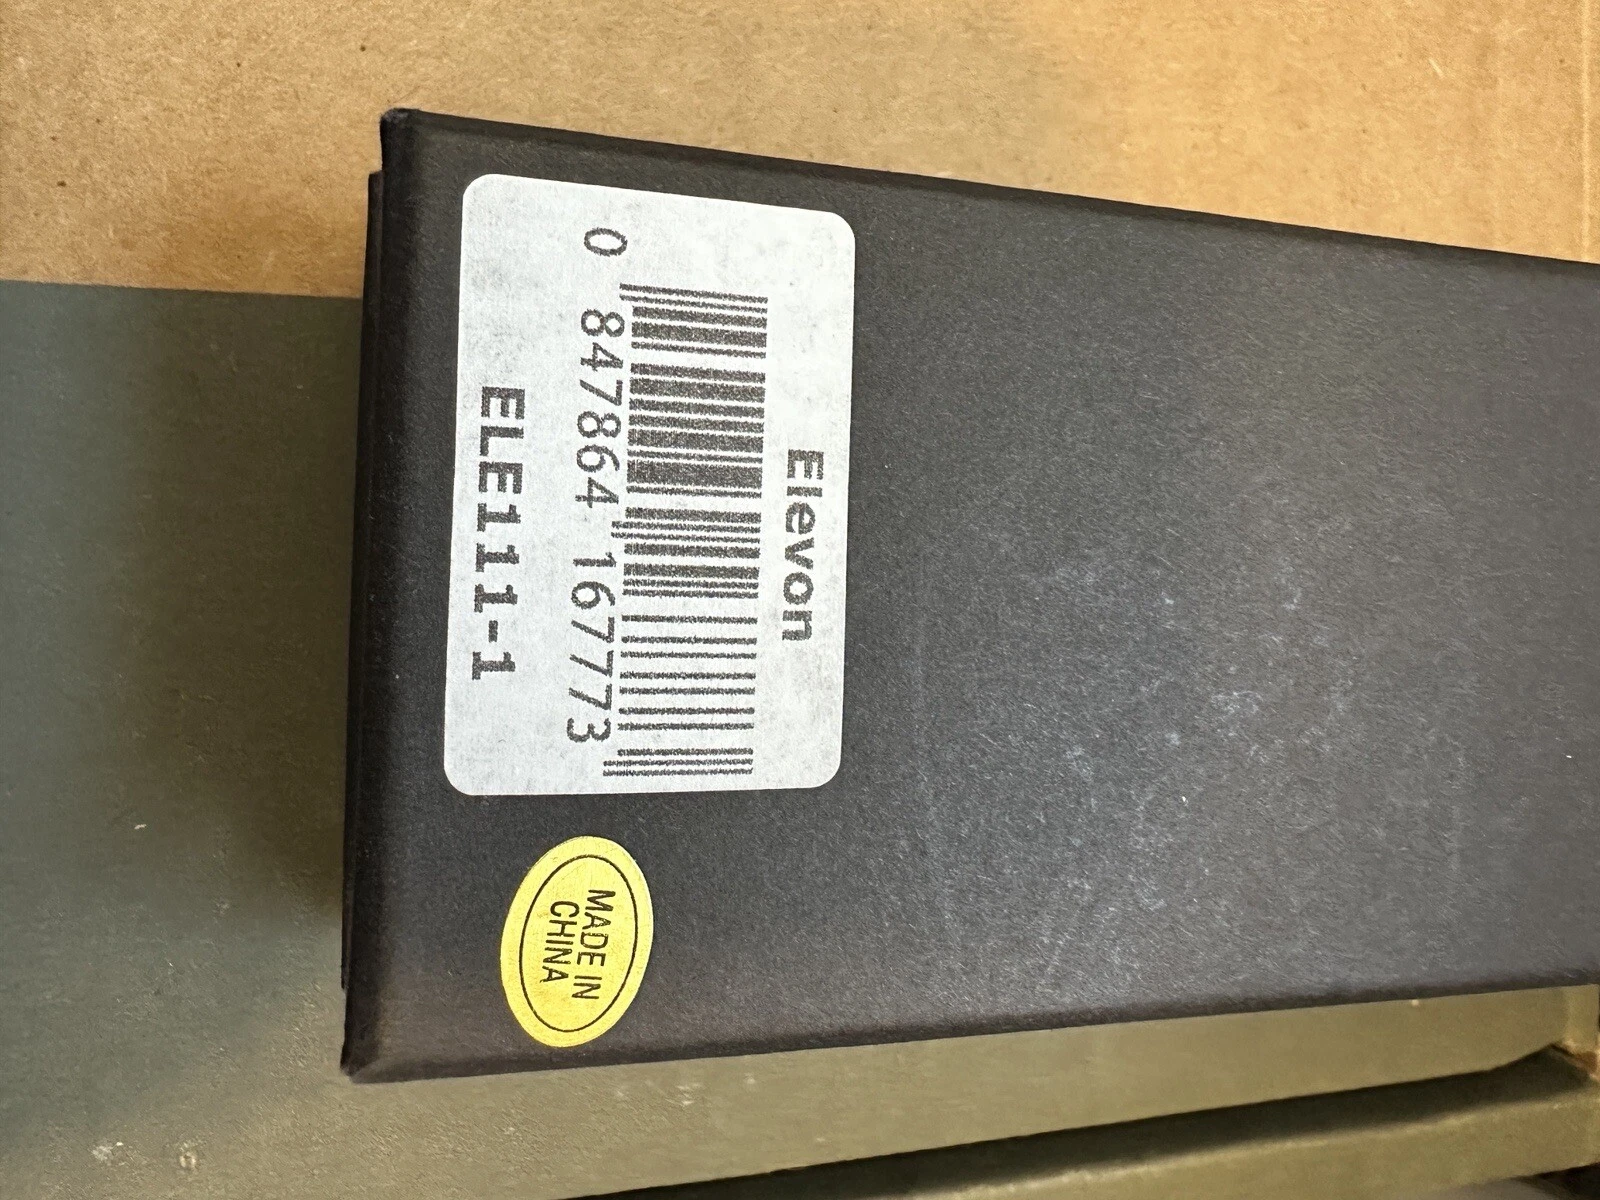 Elevon
0 847864 167773
ELE111-1
MADE IN
CHINA